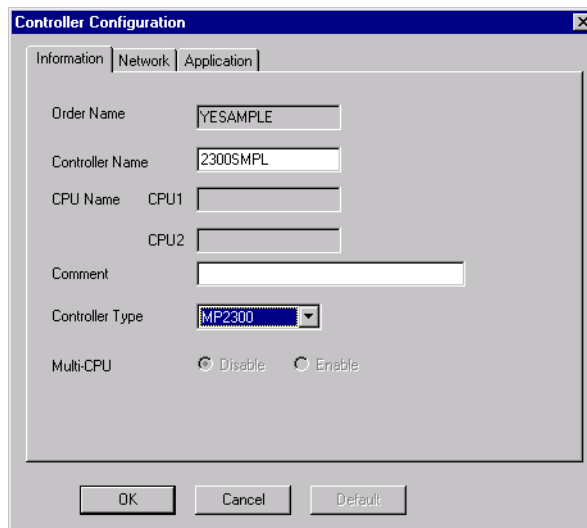 Controller Configuration
Information Network Application
Order Name YESAMPLE
Controller Name 2300SMPL
CPU Name CPU1
CPU2
Comment
Controller Type MP2300
Multi-CPU Disable Enable
OK Cancel Default